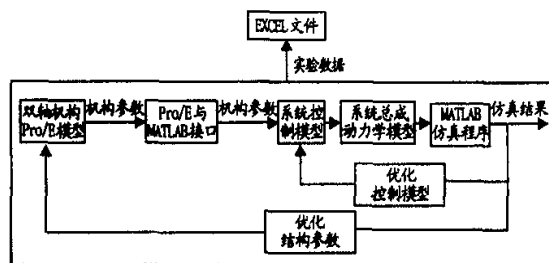 EXCEL文件
实验数据
双轴机构
Pro/E模型
机构参数
Pro/E与
MATLAB接口
机构参数
系统控
制模型
系统总成
动力学模型
MATLAB
仿真程序
仿真结果
优化
控制模型
优化
结构参数